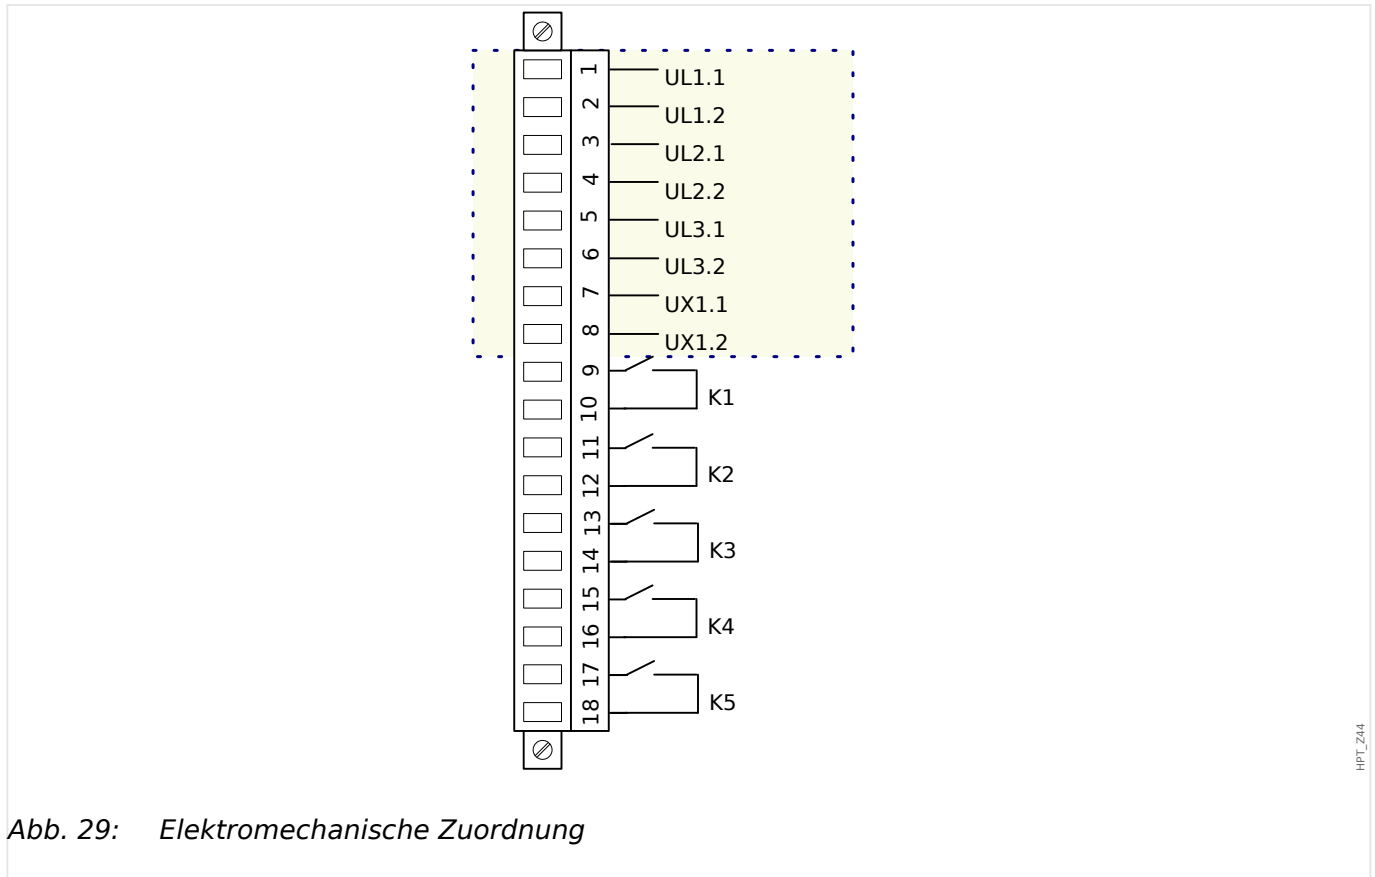 1 UL1.1
2 UL1.2
3 UL2.1
4 UL2.2
5 UL3.1
6 UL3.2
7 UX1.1
8 UX1.2
9
10 K1
11
12 K2
13
14 K3
15
16 K4
17
18 K5
HPT_Z44
Abb. 29: Elektromechanische Zuordnung